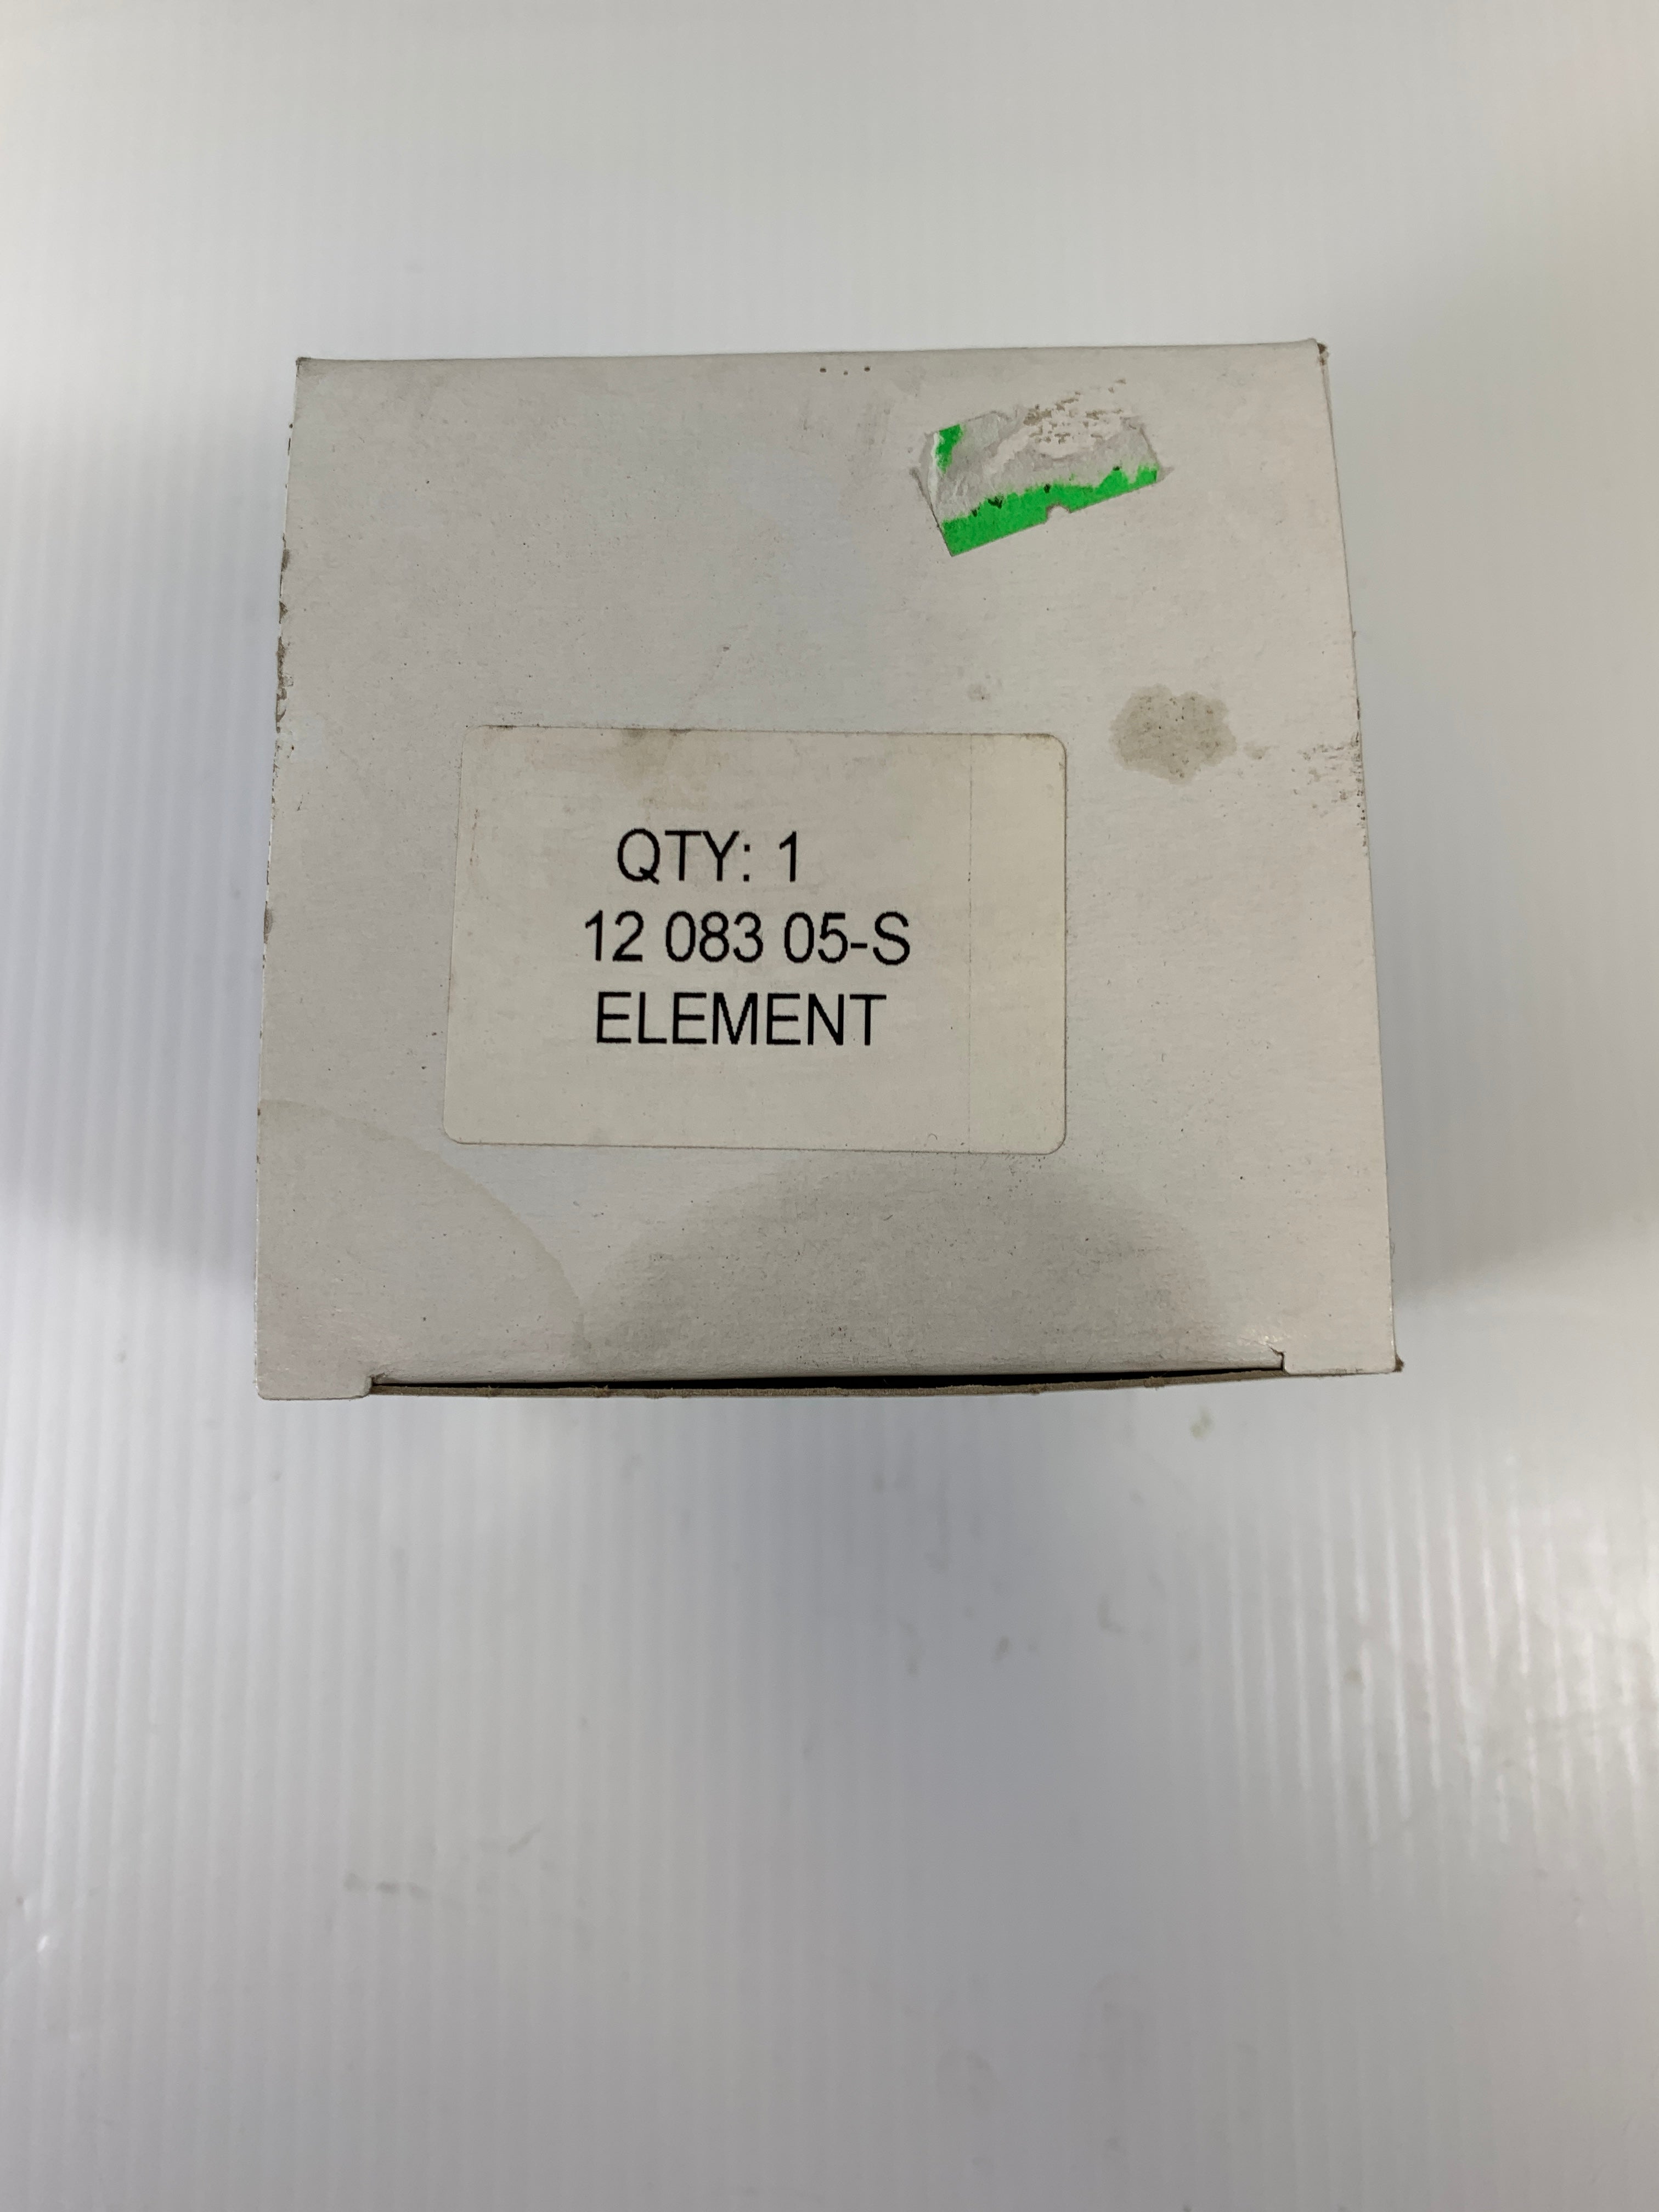 QTY: 1
12 083 05-S
ELEMENT